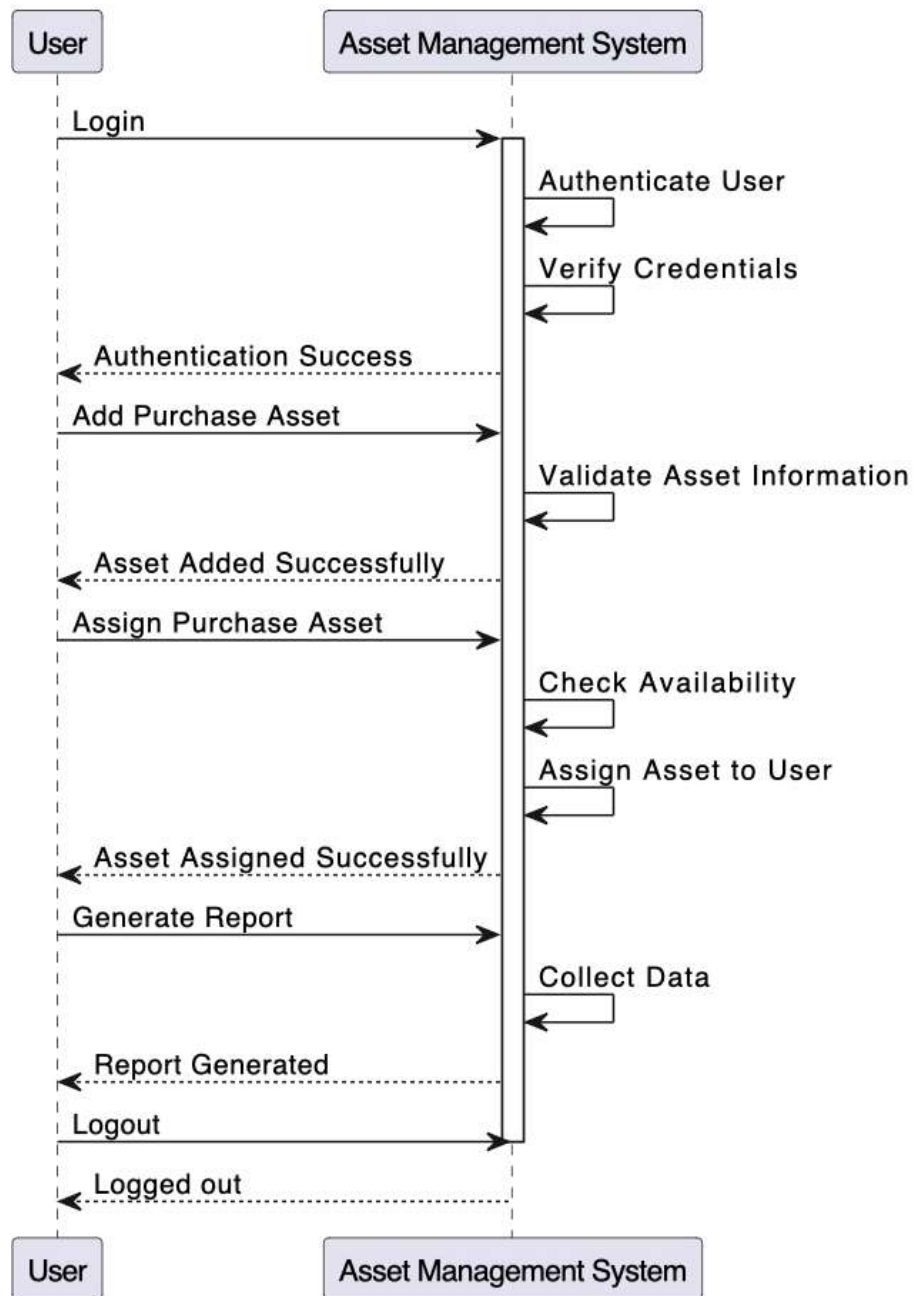 User
Asset Management System
Login
Authenticate User
Verify Credentials
Authentication Success
Add Purchase Asset
Validate Asset Information
Asset Added Successfully
Assign Purchase Asset
Check Availability
Assign Asset to User
Asset Assigned Successfully
Generate Report
Collect Data
Report Generated
Logout
Logged out
User
Asset Management System